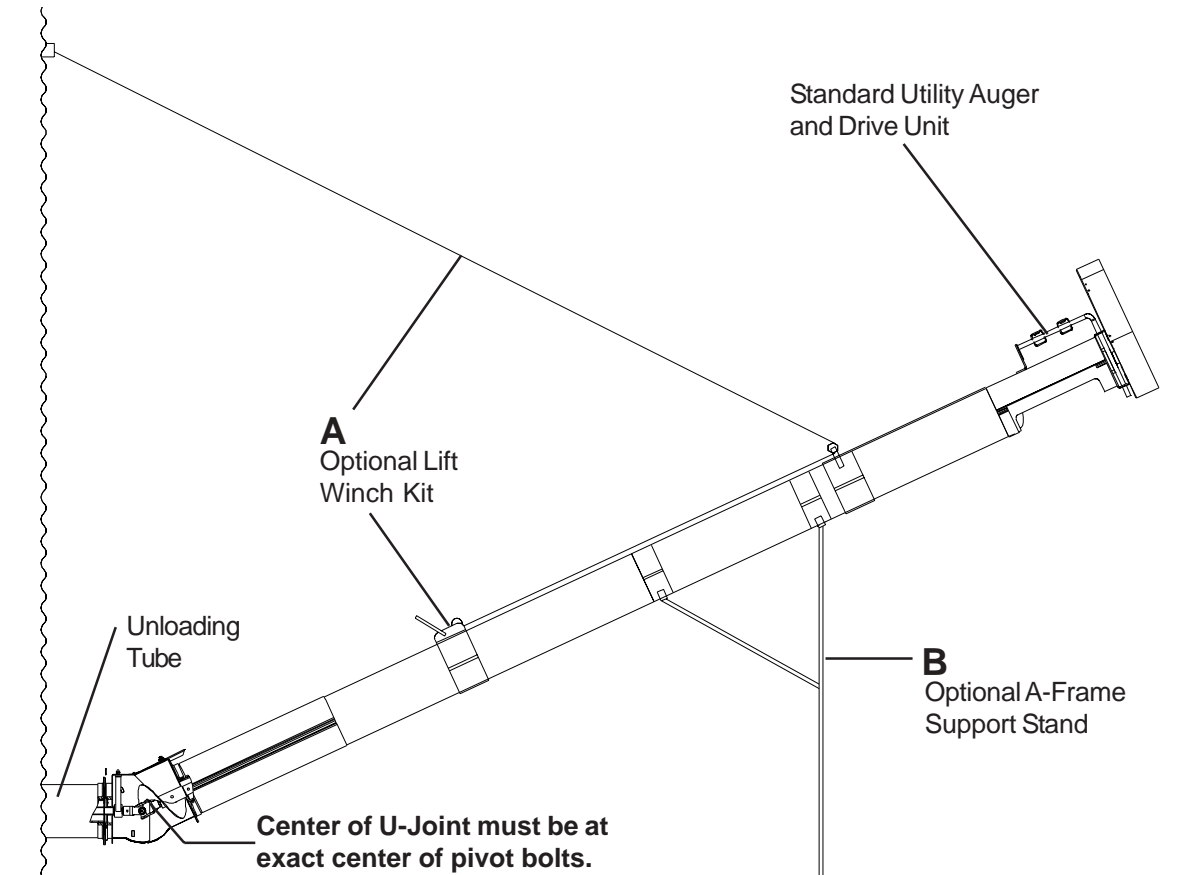 Standard Utility Auger
and Drive Unit
A
Optional Lift
Winch Kit
Unloading
Tube
B
Optional A-Frame
Support Stand
Center of U-Joint must be at
exact center of pivot bolts.